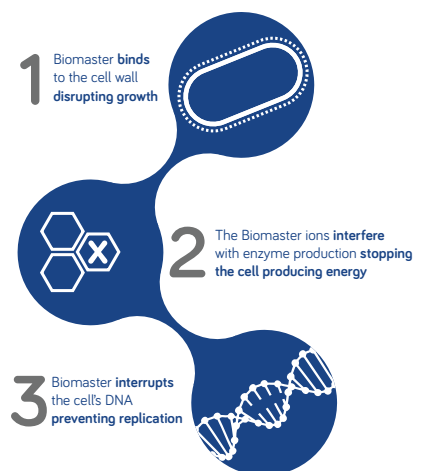 1
Biomaster binds
to the cell wall
disrupting growth
X
2
The Biomaster ions interfere
with enzyme production stopping
the cell producing energy
3
Biomaster interrupts
the cell's DNA
preventing replication